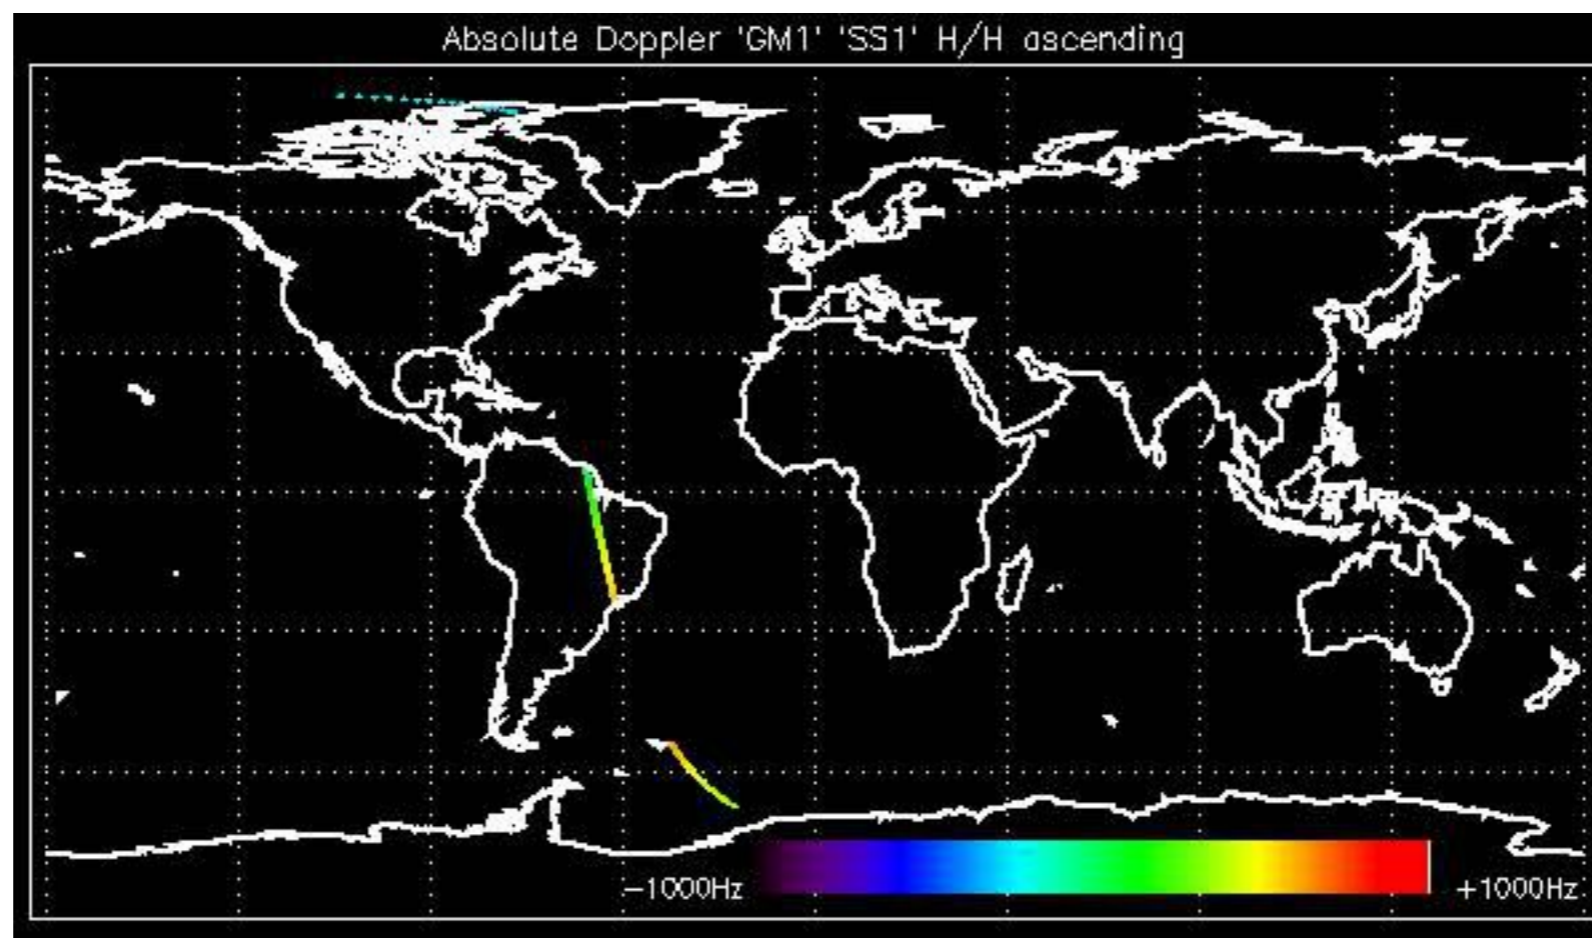 Absolute Doppler 'GM1' 'SS1' H/H ascending
−1000Hz
+1000Hz